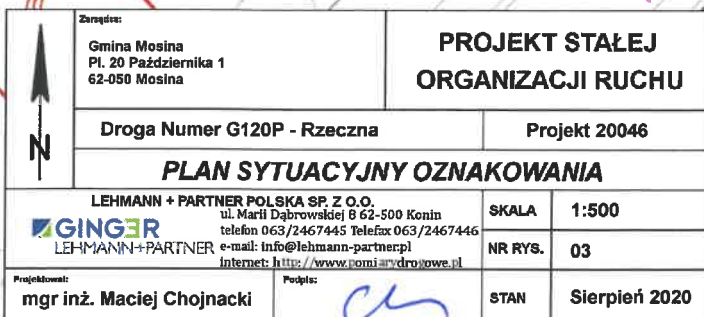 Zarządca:
Gmina Mosina
Pl. 20 Października 1
62-050 Mosina
PROJEKT STAŁEJ
ORGANIZACJI RUCHU
N
Droga Numer G120P - Rzeczna
Projekt 20046
PLAN SYTUACYJNY OZNAKOWANIA
LEHMANN + PARTNER POLSKA SP. Z O.O.
ul. Marii Dąbrowskiej 8 62-500 Konin
telefon 063/2467445 Telefax 063/2467446
GINGER
LEHMANN+PARTNER
e-mail: info@lehmann-partner.pl
internet: http://www.pomiarydrogowe.pl
SKALA
1:500
NR RYS.
03
Projektował:
mgr inż. Maciej Chojnacki
Podpis:
STAN
Sierpień 2020